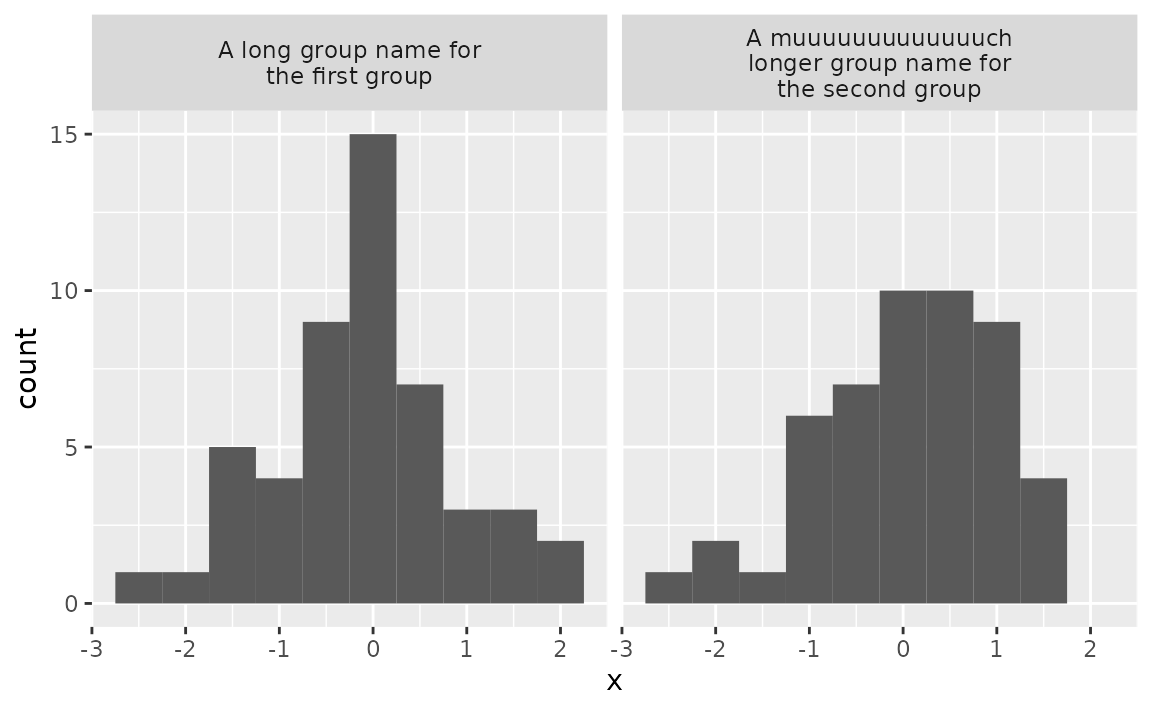 A long group name for
the first group
A muuuuuuuuuuuuuch
longer group name for
the second group
15
10
5
0
count
-3 -2 -1 0 1 2 -3 -2 -1 0 1 2
x